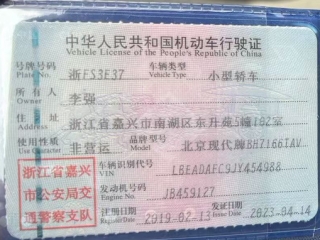 中华人民共和国机动车行驶证
Vehicle License of the People's Republic of China
号牌号码 浙FS3E37 车辆类型 小型轿车
Plate No. Vehicle Type
所有人 李强
Owner
住址 浙江省嘉兴市南湖区东升苑5幢102室
Address
使用性质 非营运 品牌型号 北京现代牌BH7166TAV
Use Character Model
浙江省嘉兴
市公安局交
通警察支队
车辆识别代号 LBEADAFC9JY454988
VIN
发动机号码 JB459127
Engine No.
注册日期 2019-02-13 发证日期 2023-04-14
Register Date Issue Date